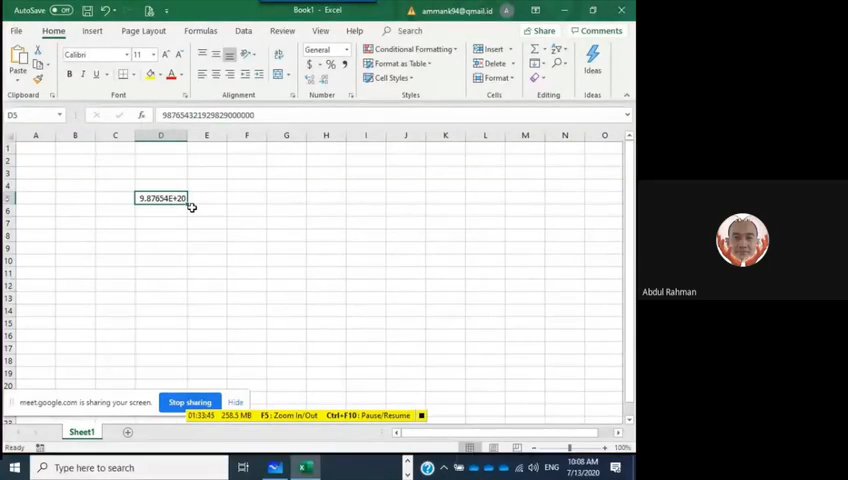 AutoSave Off Book1 - Excel ammank94@gmail.id A
File Home Insert Page Layout Formulas Data Review View Help Search Share Comments
Calibri 11 General Conditional Formatting Insert
Paste B I U $ % Format as Table Delete Ideas
Cell Styles Format
Clipboard Font Alignment Number Styles Cells Editing Ideas
D5 fx 987654321929829000000
A B C D E F G H I J K L M N O
1
2
3
4
5 9.87654E+20
6
7
8
9
10
11
12
13
14
15
16
17
18
19
20
meet.google.com is sharing your screen. Stop sharing Hide
01:33:45 258.5 MB F5: Zoom In/Out Ctrl+F10: Pause/Resume
Sheet1
Ready 100%
Type here to search ENG 10:08 AM
7/13/2020
Abdul Rahman